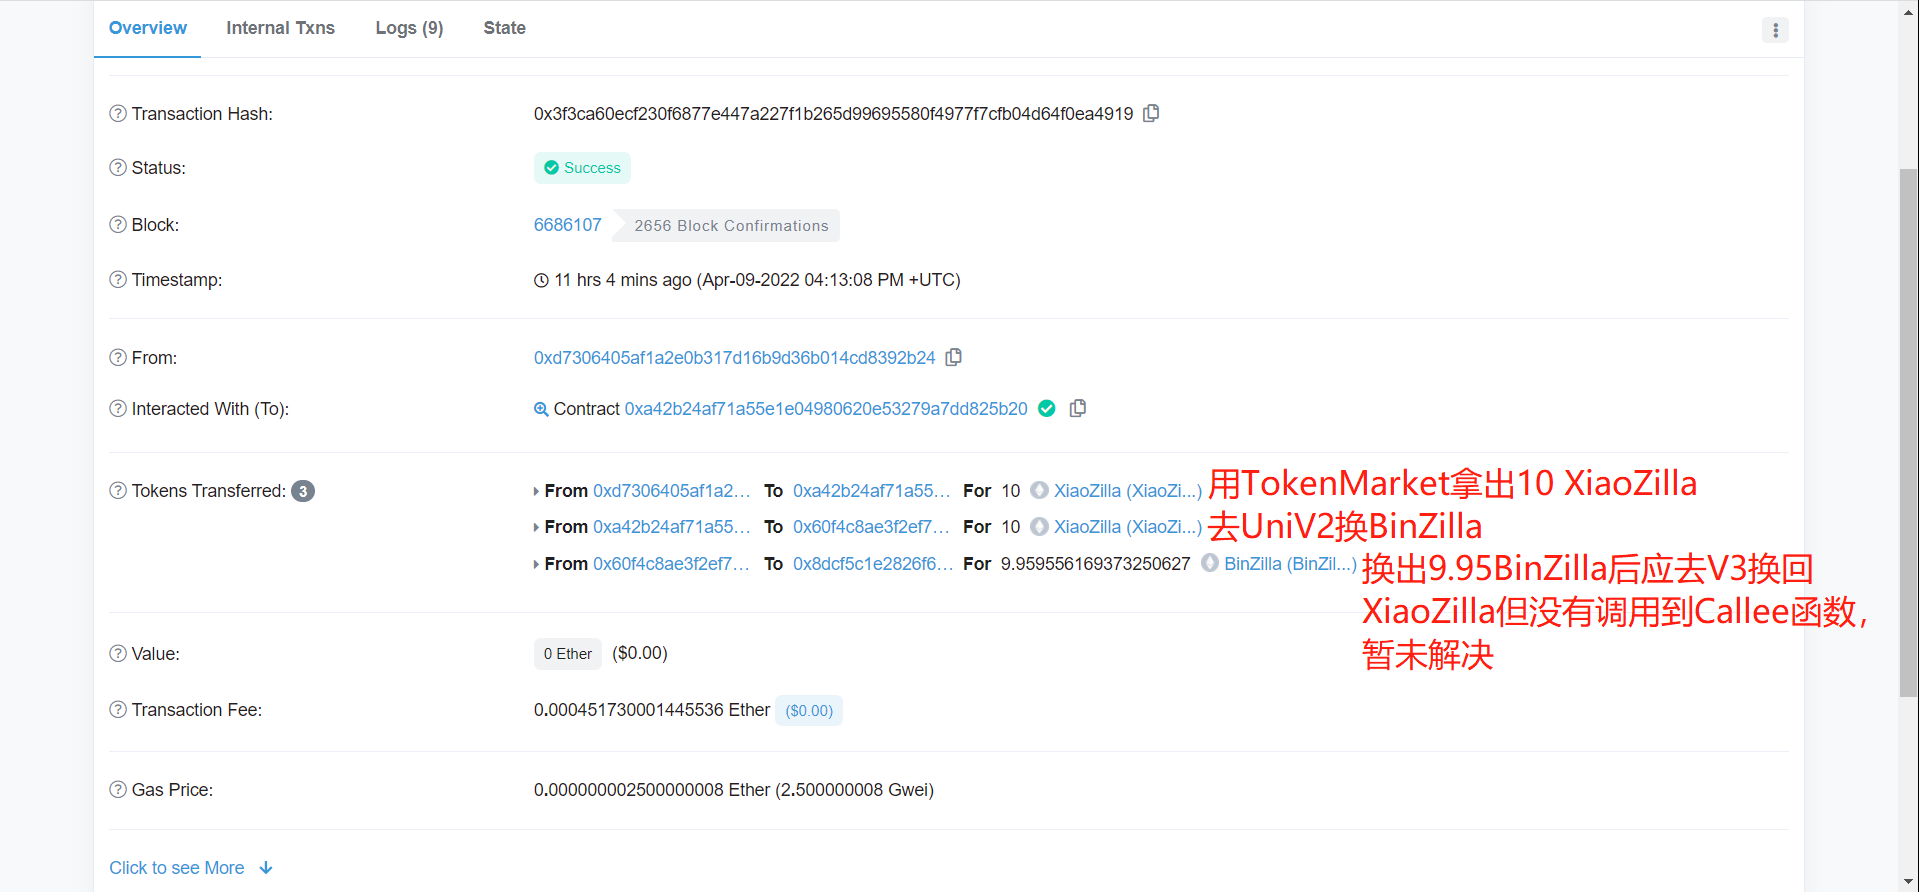 Overview Internal Txns Logs (9) State
Transaction Hash: 0x3f3ca60ecf230f6877e447a227f1b265d99695580f4977f7cfb04d64f0ea4919
Status: Success
Block: 6686107 2656 Block Confirmations
Timestamp: 11 hrs 4 mins ago (Apr-09-2022 04:13:08 PM +UTC)
From: 0xd7306405af1a2e0b317d16b9d36b014cd8392b24
Interacted With (To): Contract 0xa42b24af71a55e1e04980620e53279a7dd825b20
Tokens Transferred: 3 From 0xd7306405af1a2... To 0xa42b24af71a55... For 10 XiaoZilla (XiaoZi...) 用TokenMarket拿出10 XiaoZilla
From 0xa42b24af71a55... To 0x60f4c8ae3f2ef7... For 10 XiaoZilla (XiaoZi...) 去UniV2换BinZilla
From 0x60f4c8ae3f2ef7... To 0x8dcf5c1e2826f6... For 9.959556169373250627 BinZilla (BinZil...) 换出9.95BinZilla后应去V3换回
XiaoZilla但没有调用到Callee函数，
暂未解决
Value: 0 Ether ($0.00)
Transaction Fee: 0.000451730001445536 Ether ($0.00)
Gas Price: 0.000000002500000008 Ether (2.500000008 Gwei)
Click to see More